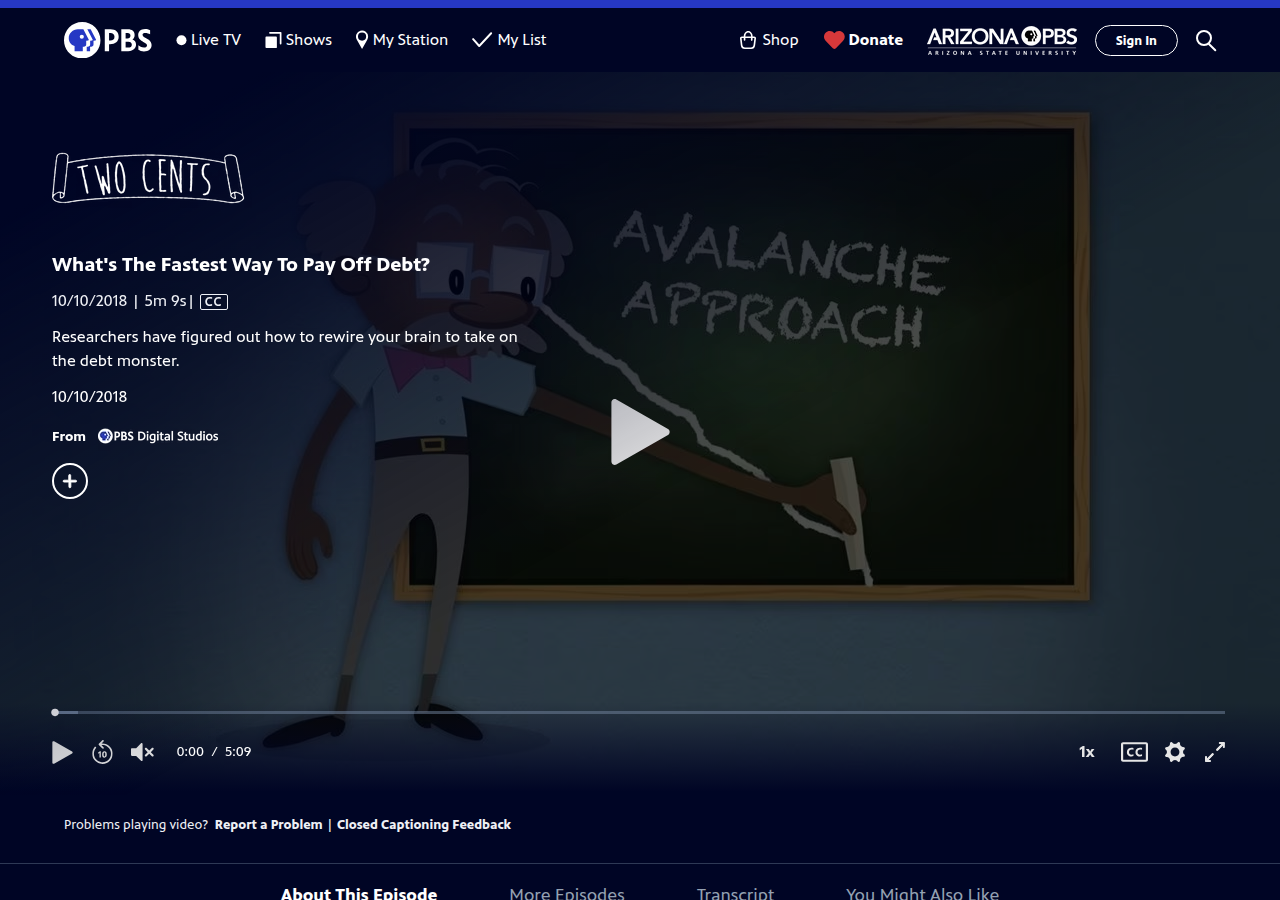 PBS
Live TV
Shows
My Station
My List
Shop
Donate
ARIZONA PBS
ARIZONA STATE UNIVERSITY
Sign In
TWO CENTS
AVALANCHE
APPROACH
What's The Fastest Way To Pay Off Debt?
10/10/2018 | 5m 9s | CC
Researchers have figured out how to rewire your brain to take on
the debt monster.
10/10/2018
From PBS Digital Studios
10
0:00 / 5:09
1x
CC
Problems playing video? Report a Problem | Closed Captioning Feedback
About This Episode
More Episodes
Transcript
You Might Also Like